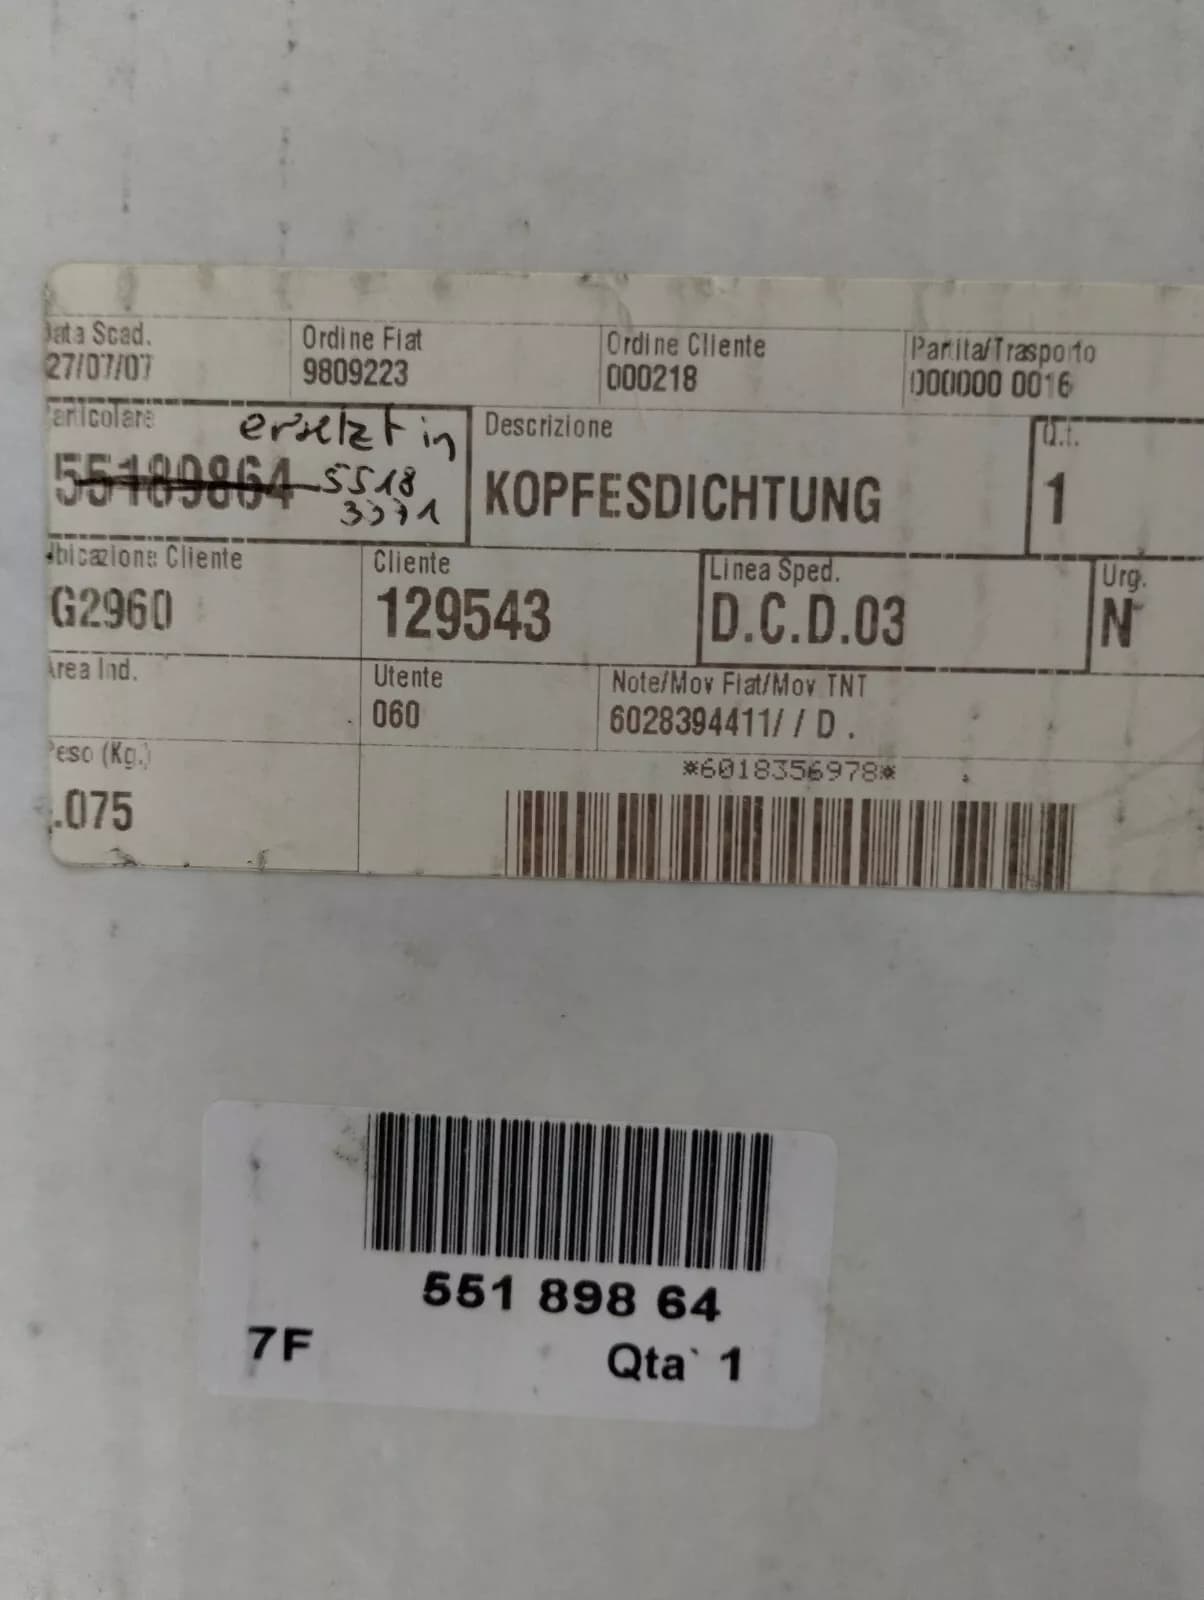 Data Scad.
27/07/07
Ordine Fiat
9809223
Ordine Cliente
000218
Partita/Trasporto
000000 0016
Particolare
ersetzt in
55189864
5518
3371
Descrizione
KOPFESDICHTUNG
Q.t.
1
Ubicazione Cliente
G2960
Cliente
129543
Linea Sped.
D.C.D.03
Urg.
N
Area Ind.
Utente
060
Note/Mov Fiat/Mov TNT
6028394411/ / D .
Peso (Kg.)
.075
*6018356978*
551 898 64
7F
Qta` 1